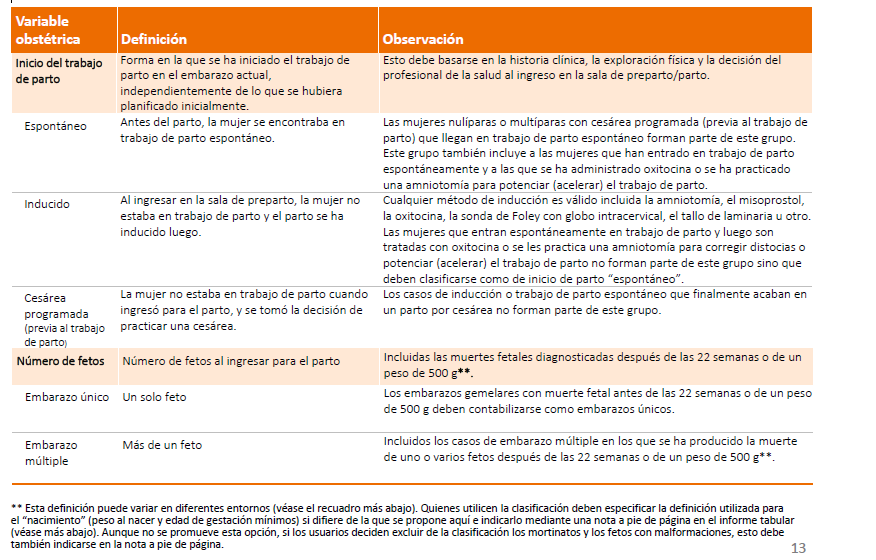 Variable
obstétrica
Definición
Observación
Inicio del trabajo
de parto
Forma en la que se ha iniciado el trabajo de
parto en el embarazo actual,
independientemente de lo que se hubiera
planificado inicialmente.
Esto debe basarse en la historia clínica, la exploración física y la decisión del
profesional de la salud al ingreso en la sala de preparto/parto.
Espontáneo
Antes del parto, la mujer se encontraba en
trabajo de parto espontáneo.
Las mujeres nulíparas o multíparas con cesárea programada (previa al trabajo de
parto) que llegan en trabajo de parto espontáneo forman parte de este grupo.
Este grupo también incluye a las mujeres que han entrado en trabajo de parto
espontáneamente y a las que se ha administrado oxitocina o se ha practicado
una amniotomía para potenciar (acelerar) el trabajo de parto.
Inducido
Al ingresar en la sala de preparto, la mujer no
estaba en trabajo de parto y el parto se ha
inducido luego.
Cualquier método de inducción es válido incluida la amniotomía, el misoprostol,
la oxitocina, la sonda de Foley con globo intracervical, el tallo de laminaria u otro.
Las mujeres que entran espontáneamente en trabajo de parto y luego son
tratadas con oxitocina o se les practica una amniotomía para corregir distocias o
potenciar (acelerar) el trabajo de parto no forman parte de este grupo sino que
deben clasificarse como de inicio de parto “espontáneo”.
Cesárea
programada
(previa al trabajo
de parto)
La mujer no estaba en trabajo de parto cuando
ingresó para el parto, y se tomó la decisión de
practicar una cesárea.
Los casos de inducción o trabajo de parto espontáneo que finalmente acaban en
un parto por cesárea no forman parte de este grupo.
Número de fetos
Número de fetos al ingresar para el parto
Incluidas las muertes fetales diagnosticadas después de las 22 semanas o de un
peso de 500 g**.
Embarazo único
Un solo feto
Los embarazos gemelares con muerte fetal antes de las 22 semanas o de un peso
de 500 g deben contabilizarse como embarazos únicos.
Embarazo
múltiple
Más de un feto
Incluidos los casos de embarazo múltiple en los que se ha producido la muerte
de uno o varios fetos después de las 22 semanas o de un peso de 500 g**.
** Esta definición puede variar en diferentes entornos (véase el recuadro más abajo). Quienes utilicen la clasificación deben especificar la definición utilizada para
el “nacimiento” (peso al nacer y edad de gestación mínimos) si difiere de la que se propone aquí e indicarlo mediante una nota a pie de página en el informe tabular
(véase más abajo). Aunque no se promueve esta opción, si los usuarios deciden excluir de la clasificación los mortinatos y los fetos con malformaciones, esto debe
también indicarse en la nota a pie de página.
13